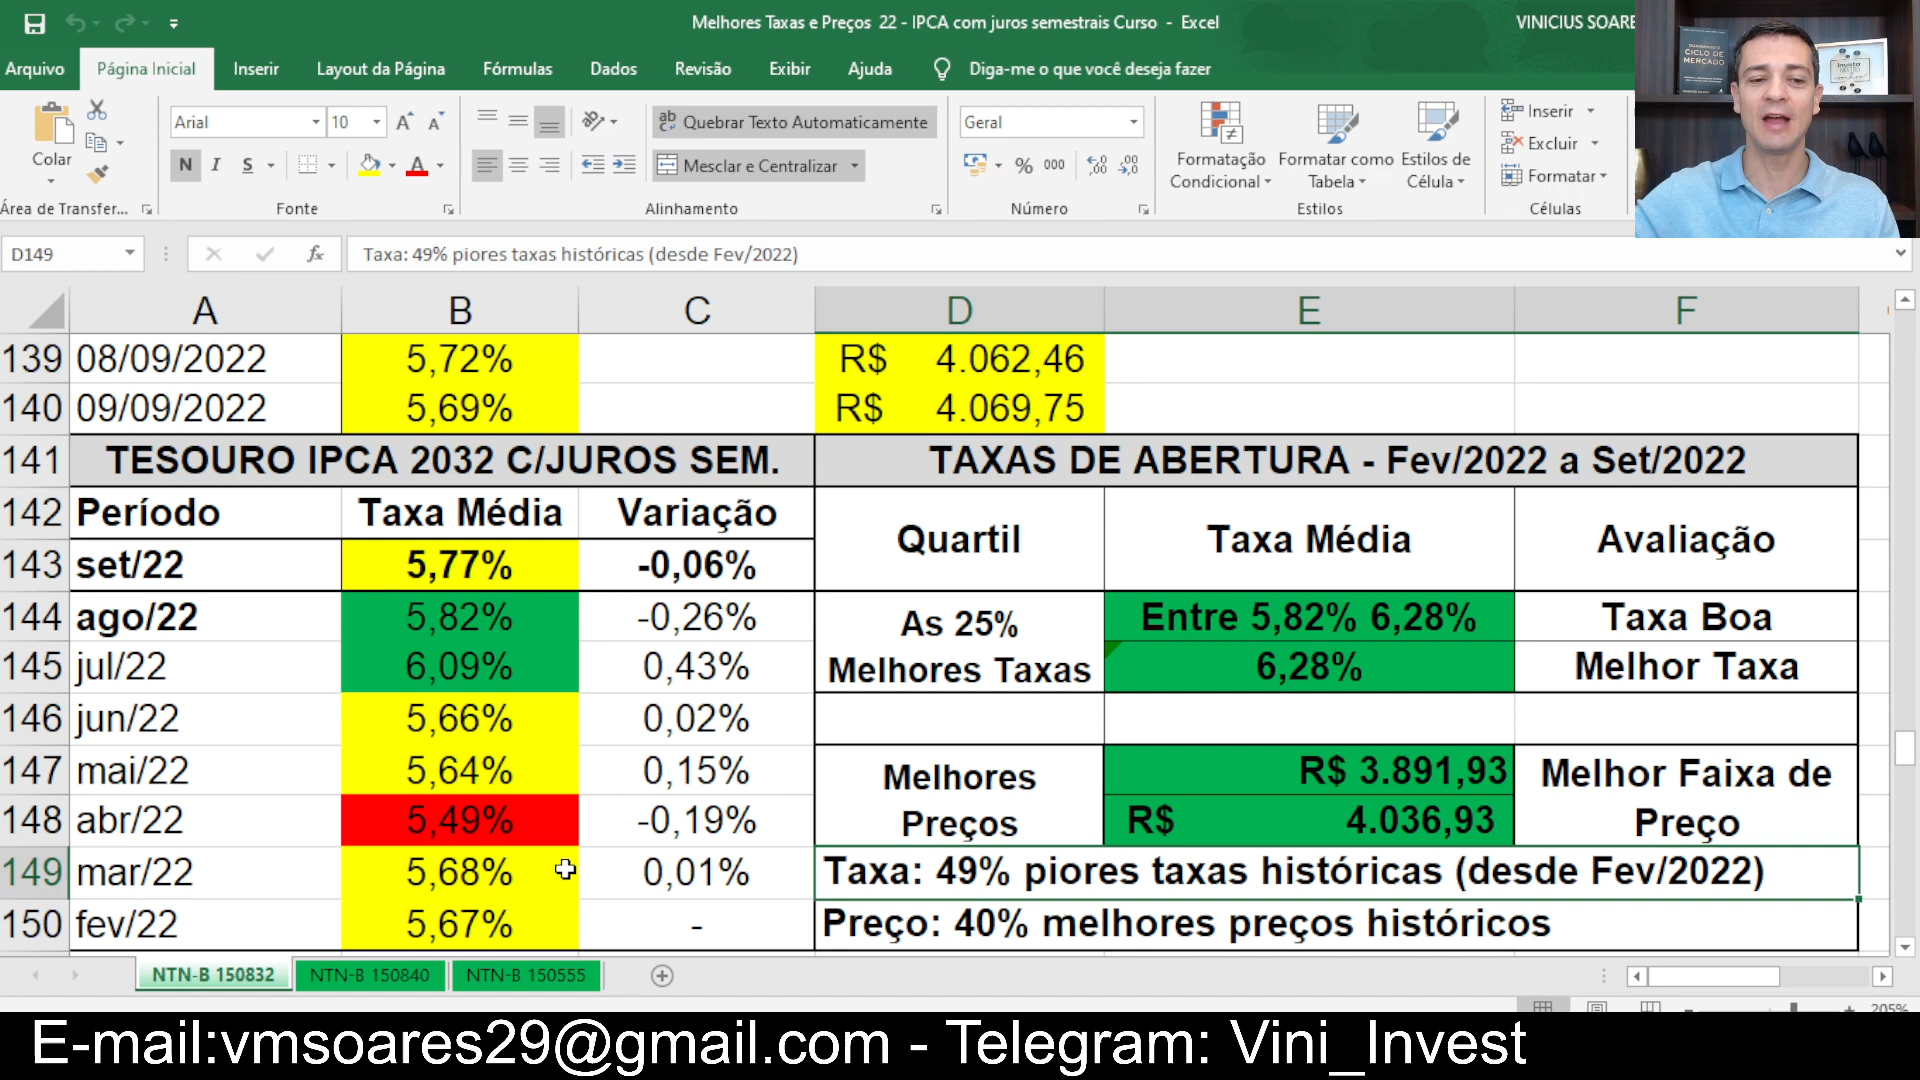 Melhores Taxas e Preços 22 - IPCA com juros semestrais Curso - Excel
VINICIUS SOARE
Arquivo Página Inicial Inserir Layout da Página Fórmulas Dados Revisão Exibir Ajuda Diga-me o que você deseja fazer
CICLO DE
MERCADO
Colar
Área de Transfer...
Arial 10
N I S
Fonte
Quebrar Texto Automaticamente
Mesclar e Centralizar
Alinhamento
Geral
% 000
Número
Formatação Condicional
Formatar como Tabela
Estilos de Célula
Estilos
Inserir
Excluir
Formatar
Células
D149 fx Taxa: 49% piores taxas históricas (desde Fev/2022)
A B C D E F
139 08/09/2022 5,72% R$ 4.062,46
140 09/09/2022 5,69% R$ 4.069,75
141 TESOURO IPCA 2032 C/JUROS SEM. TAXAS DE ABERTURA - Fev/2022 a Set/2022
142 Período Taxa Média Variação Quartil Taxa Média Avaliação
143 set/22 5,77% -0,06%
144 ago/22 5,82% -0,26% As 25% Melhores Taxas Entre 5,82% 6,28% Taxa Boa
145 jul/22 6,09% 0,43% 6,28% Melhor Taxa
146 jun/22 5,66% 0,02%
147 mai/22 5,64% 0,15% Melhores Preços R$ 3.891,93 Melhor Faixa de Preço
148 abr/22 5,49% -0,19% R$ 4.036,93
149 mar/22 5,68% 0,01% Taxa: 49% piores taxas históricas (desde Fev/2022)
150 fev/22 5,67% - Preço: 40% melhores preços históricos
NTN-B 150832 NTN-B 150840 NTN-B 150555
205%
E-mail:vmsoares29@gmail.com - Telegram: Vini_Invest